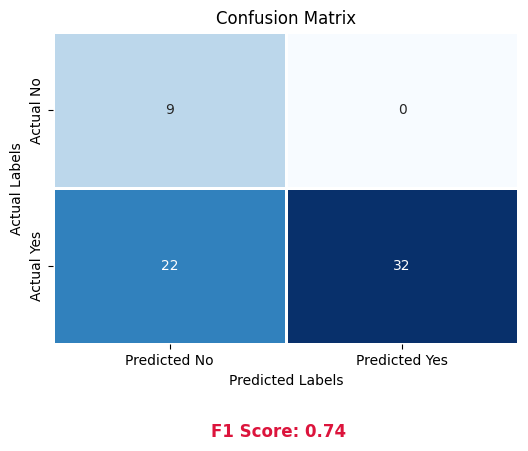 Confusion Matrix
Actual Labels
Actual No
9
0
Actual Yes
22
32
Predicted No
Predicted Yes
Predicted Labels
F1 Score: 0.74